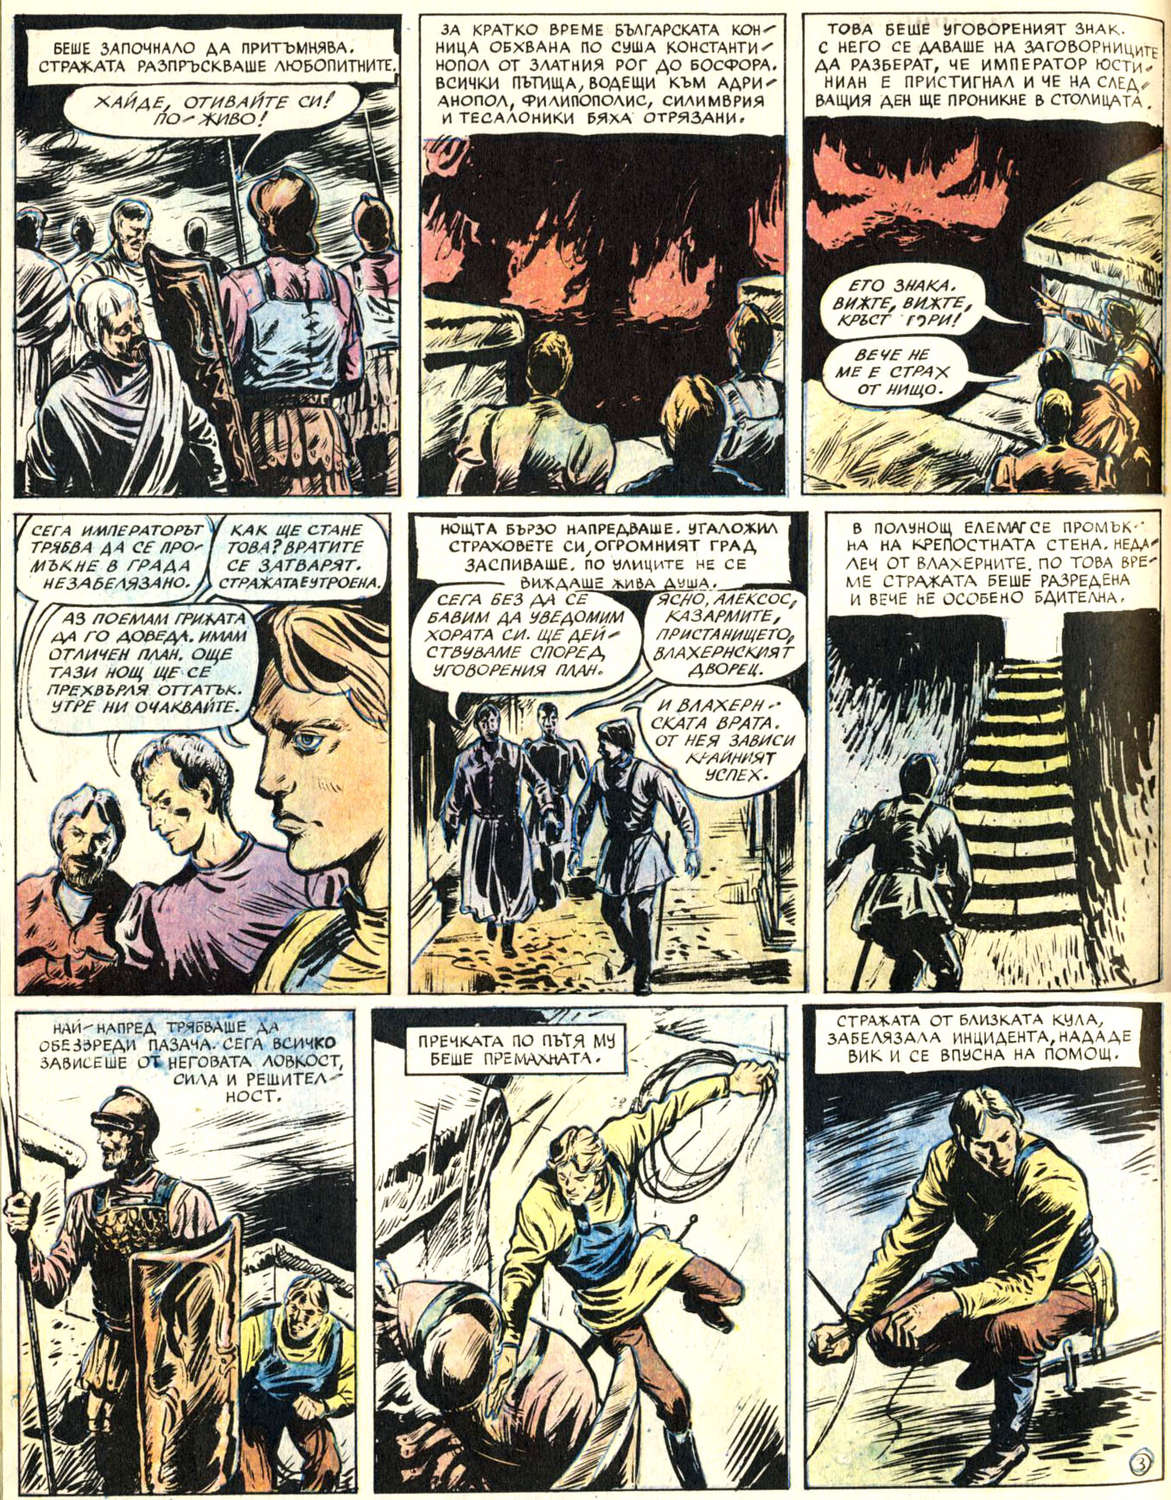 БЕШЕ ЗАПОЧНАЛО ДА ПРИТЪМНЯВА.
СТРАЖАТА РАЗПРЪСКВАШЕ ЛЮБОПИТНИТЕ.
ХАЙДЕ, ОТИВАЙТЕ СИ!
ПО-ЖИВО!
ЗА КРАТКО ВРЕМЕ БЪЛГАРСКАТА КОН-
НИЦА ОБХВАНА ПО СУША КОНСТАНТИ-
НОПОЛ ОТ ЗЛАТНИЯ РОГ ДО БОСФОРА.
ВСИЧКИ ПЪТИЩА, ВОДЕЩИ КЪМ АДРИ-
АНОПОЛ, ФИЛИПОПОЛИС, СИЛИМВРИЯ
И ТЕСАЛОНИКИ БЯХА ОТРЯЗАНИ.
ТОВА БЕШЕ УГОВОРЕНИЯТ ЗНАК.
С НЕГО СЕ ДАВАШЕ НА ЗАГОВОРНИЦИТЕ
ДА РАЗБЕРАТ, ЧЕ ИМПЕРАТОР ЮСТИ-
НИАН Е ПРИСТИГНАЛ И ЧЕ НА СЛЕД-
ВАЩИЯ ДЕН ЩЕ ПРОНИКНЕ В СТОЛИЦАТА.
ЕТО ЗНАКА.
ВИЖТЕ, ВИЖТЕ,
КРЪСТ ГОРИ!
ВЕЧЕ НЕ
МЕ Е СТРАХ
ОТ НИЩО.
СЕГА ИМПЕРАТОРЪТ
ТРЯБВА ДА СЕ ПРО-
МЪКНЕ В ГРАДА
НЕЗАБЕЛЯЗАНО.
КАК ЩЕ СТАНЕ
ТОВА? ВРАТИТЕ
СЕ ЗАТВАРЯТ.
СТРАЖАТА Е УТРОЕНА.
АЗ ПОЕМАМ ГРИЖАТА
ДА ГО ДОВЕДА. ИМАМ
ОТЛИЧЕН ПЛАН. ОЩЕ
ТАЗИ НОЩ ЩЕ СЕ
ПРЕХВЪРЛЯ ОТТАТЪК.
УТРЕ НИ ОЧАКВАЙТЕ.
НОЩТА БЪРЗО НАПРЕДВАШЕ. УГАЛОЖИЛ
СТРАХОВЕТЕ СИ, ОГРОМНИЯТ ГРАД
ЗАСПИВАШЕ. ПО УЛИЦИТЕ НЕ СЕ
ВИЖДАШЕ ЖИВА ДУША.
СЕГА БЕЗ ДА СЕ
БАВИМ ДА УВЕДОМИМ
ХОРАТА СИ. ЩЕ ДЕЙ-
СТВУВАМЕ СПОРЕД
УГОВОРЕНИЯ ПЛАН.
ЯСНО, АЛЕКСОС,
КАЗАРМИТЕ,
ПРИСТАНИЩЕТО,
ВЛАХЕРНСКИЯТ
ДВОРЕЦ.
И ВЛАХЕРН-
СКАТА ВРАТА.
ОТ НЕЯ ЗАВИСИ
КРАЙНИЯТ
УСПЕХ.
В ПОЛУНОЩ ЕЛЕМАГ СЕ ПРОМЪК-
НА НА КРЕПОСТНАТА СТЕНА. НЕДА-
ЛЕЧ ОТ ВЛАХЕРНИТЕ. ПО ТОВА ВРЕ-
МЕ СТРАЖАТА БЕШЕ РАЗРЕДЕНА
И ВЕЧЕ НЕ ОСОБЕНО БДИТЕЛНА.
НАЙ-НАПРЕД ТРЯБВАШЕ ДА
ОБЕЗВРЕДИ ПАЗАЧА. СЕГА ВСИЧКО
ЗАВИСЕШЕ ОТ НЕГОВАТА ЛОВКОСТ,
СИЛА И РЕШИТЕЛ-
НОСТ.
ПРЕЧКАТА ПО ПЪТЯ МУ
БЕШЕ ПРЕМАХНАТА.
СТРАЖАТА ОТ БЛИЗКАТА КУЛА,
ЗАБЕЛЯЗАЛА ИНЦИДЕНТА, НАДАДЕ
ВИК И СЕ ВПУСНА НА ПОМОЩ.
3